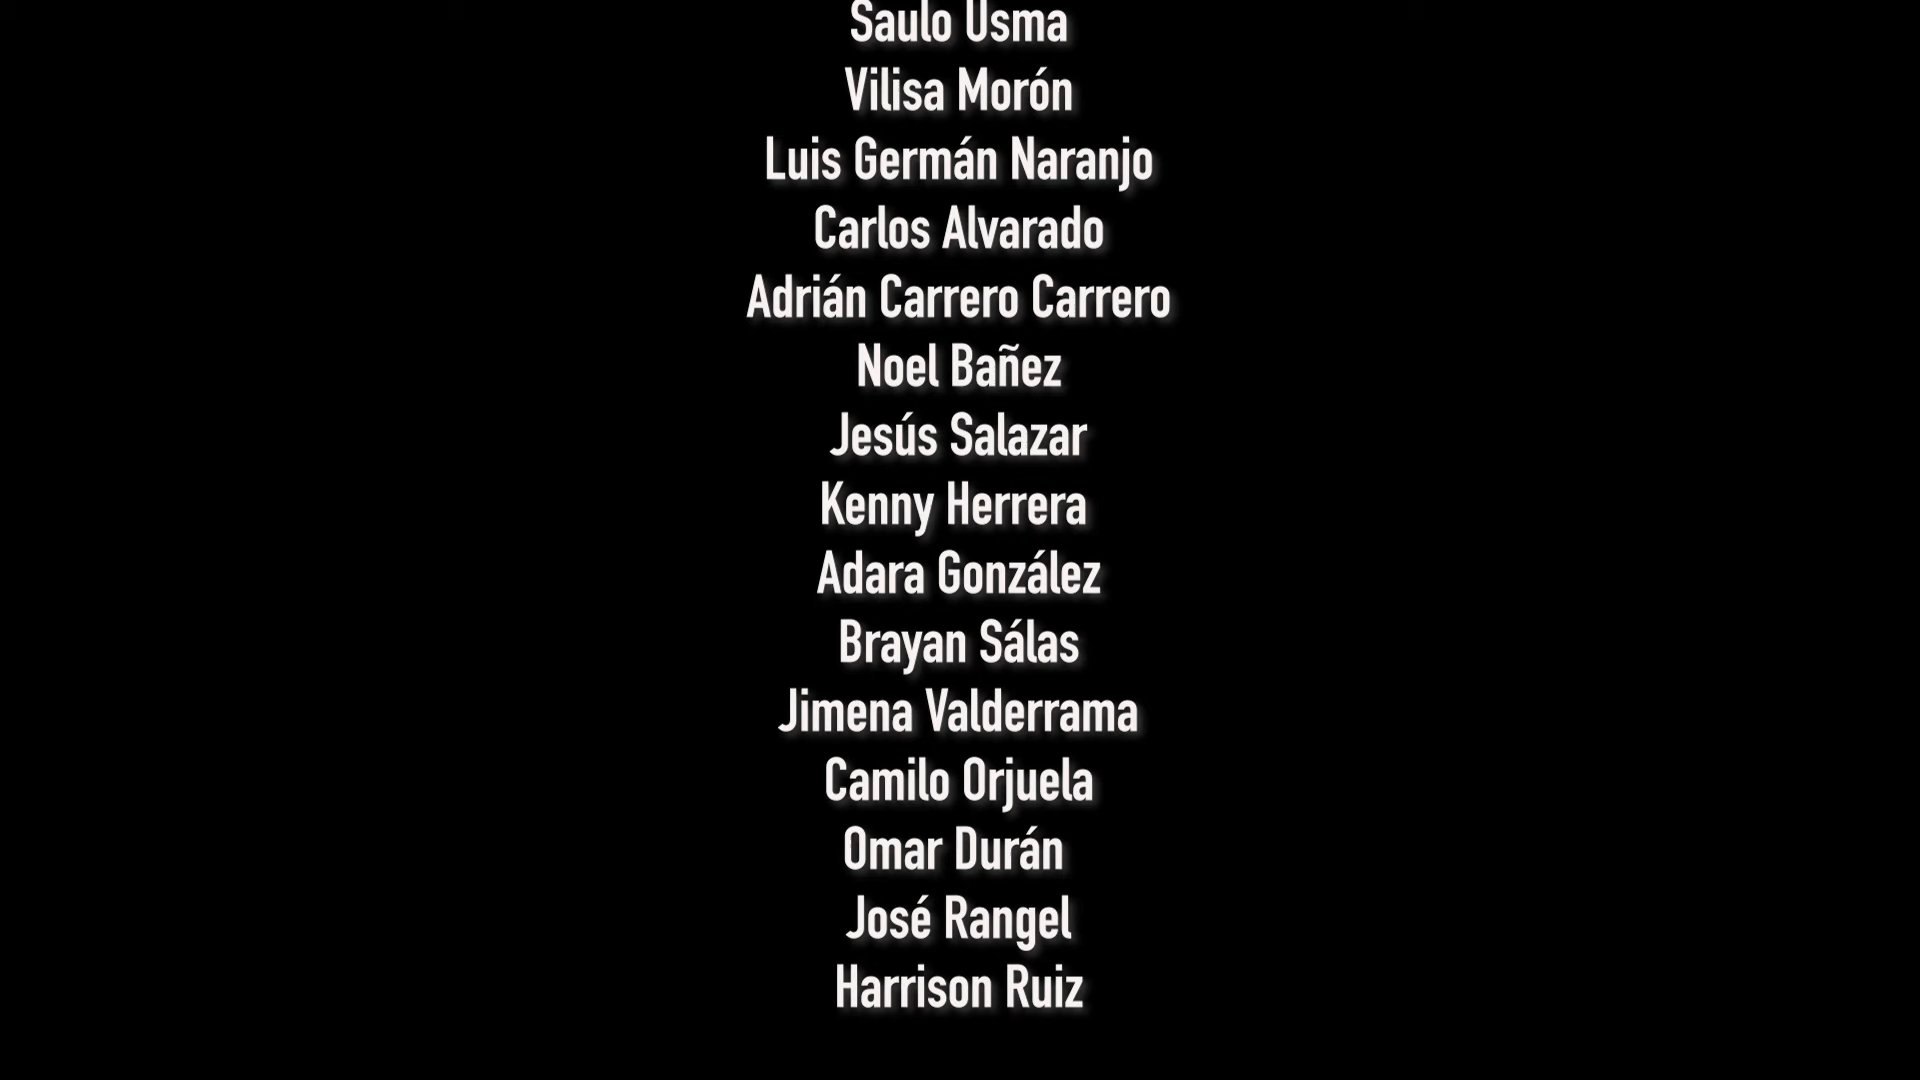 Saulo Usma
Vilisa Morón
Luis Germán Naranjo
Carlos Alvarado
Adrián Carrero Carrero
Noel Bañez
Jesús Salazar
Kenny Herrera
Adara González
Brayan Sálas
Jimena Valderrama
Camilo Orjuela
Omar Durán
José Rangel
Harrison Ruiz